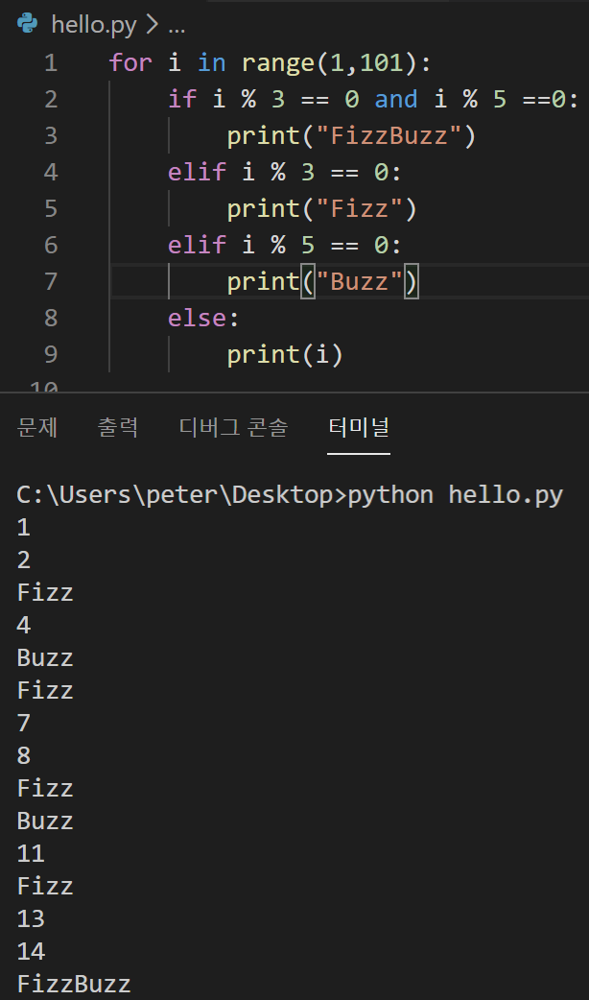 hello.py > ...
1 for i in range(1,101):
2     if i % 3 == 0 and i % 5 ==0:
3         print("FizzBuzz")
4     elif i % 3 == 0:
5         print("Fizz")
6     elif i % 5 == 0:
7         print("Buzz")
8     else:
9         print(i)
10
문제 출력 디버그 콘솔 터미널
C:\Users\peter\Desktop>python hello.py
1
2
Fizz
4
Buzz
Fizz
7
8
Fizz
Buzz
11
Fizz
13
14
FizzBuzz